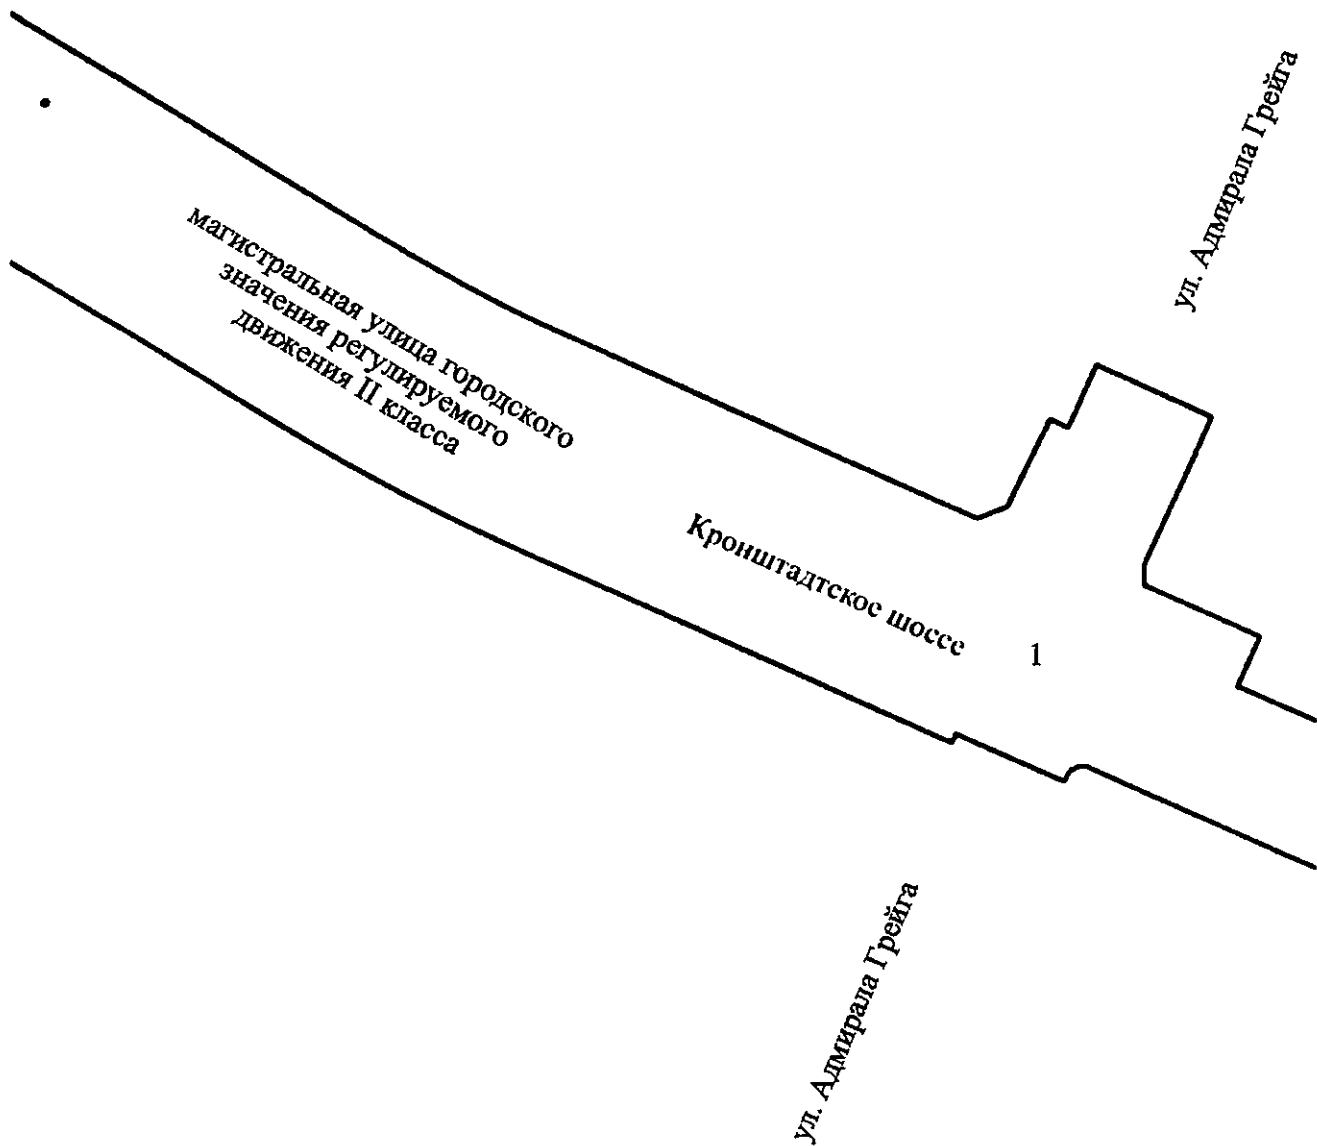 ул. Адмирала Грейга
магистральная улица городского
значения регулируемого
движения II класса
Кронштадтское шоссе
1
ул. Адмирала Грейга